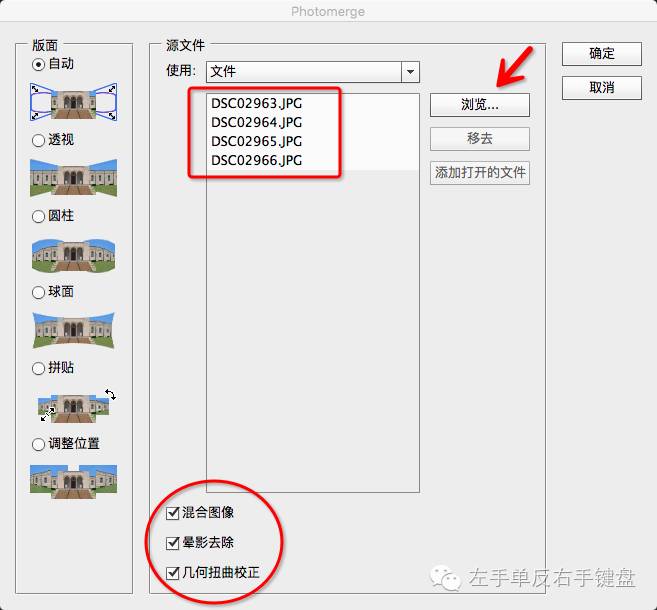 Photomerge
版面
自动
透视
圆柱
球面
拼贴
调整位置
源文件
使用: 文件
DSC02963.JPG
DSC02964.JPG
DSC02965.JPG
DSC02966.JPG
浏览...
移去
添加打开的文件
混合图像
晕影去除
几何扭曲校正
确定
取消
左手单反右手键盘